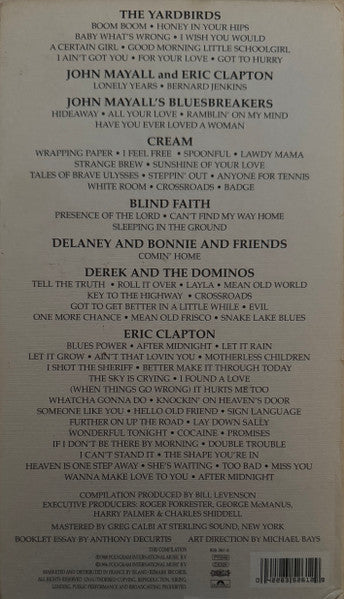 THE YARDBIRDS
BOOM BOOM • HONEY IN YOUR HIPS
BABY WHAT'S WRONG • I WISH YOU WOULD
A CERTAIN GIRL • GOOD MORNING LITTLE SCHOOLGIRL
I AIN'T GOT YOU • FOR YOUR LOVE • GOT TO HURRY
JOHN MAYALL and ERIC CLAPTON
LONELY YEARS • BERNARD JENKINS
JOHN MAYALL'S BLUESBREAKERS
HIDEAWAY • ALL YOUR LOVE • RAMBLIN' ON MY MIND
HAVE YOU EVER LOVED A WOMAN
CREAM
WRAPPING PAPER • I FEEL FREE • SPOONFUL • LAWDY MAMA
STRANGE BREW • SUNSHINE OF YOUR LOVE
TALES OF BRAVE ULYSSES • STEPPIN' OUT • ANYONE FOR TENNIS
WHITE ROOM • CROSSROADS • BADGE
BLIND FAITH
PRESENCE OF THE LORD • CAN'T FIND MY WAY HOME
SLEEPING IN THE GROUND
DELANEY AND BONNIE AND FRIENDS
COMIN' HOME
DEREK AND THE DOMINOS
TELL THE TRUTH • ROLL IT OVER • LAYLA • MEAN OLD WORLD
KEY TO THE HIGHWAY • CROSSROADS
GOT TO GET BETTER IN A LITTLE WHILE • EVIL
ONE MORE CHANCE • MEAN OLD FRISCO • SNAKE LAKE BLUES
ERIC CLAPTON
BLUES POWER • AFTER MIDNIGHT • LET IT RAIN
LET IT GROW • AIN'T THAT LOVIN YOU • MOTHERLESS CHILDREN
I SHOT THE SHERIFF • BETTER MAKE IT THROUGH TODAY
THE SKY IS CRYING • I FOUND A LOVE
(WHEN THINGS GO WRONG) IT HURTS ME TOO
WHATCHA GONNA DO • KNOCKIN' ON HEAVEN'S DOOR
SOMEONE LIKE YOU • HELLO OLD FRIEND • SIGN LANGUAGE
FURTHER ON UP THE ROAD • LAY DOWN SALLY
WONDERFUL TONIGHT • COCAINE • PROMISES
IF I DON'T BE THERE BY MORNING • DOUBLE TROUBLE
I CAN'T STAND IT • THE SHAPE YOU'RE IN
HEAVEN IS ONE STEP AWAY • SHE'S WAITING • TOO BAD • MISS YOU
WANNA MAKE LOVE TO YOU • AFTER MIDNIGHT
COMPILATION PRODUCED BY BILL LEVENSON
EXECUTIVE PRODUCERS: ROGER FORRESTER, GEORGE McMANUS,
HARRY PALMER & CHARLES SHIDDELL
MASTERED BY GREG CALBI AT STERLING SOUND, NEW YORK
BOOKLET ESSAY BY ANTHONY DECURTIS ART DIRECTION BY MICHAEL BAYS
THE COMPILATION
POLYGRAM INTERNATIONAL MUSIC B.V.
POLYGRAM INTERNATIONAL MUSIC B.V.